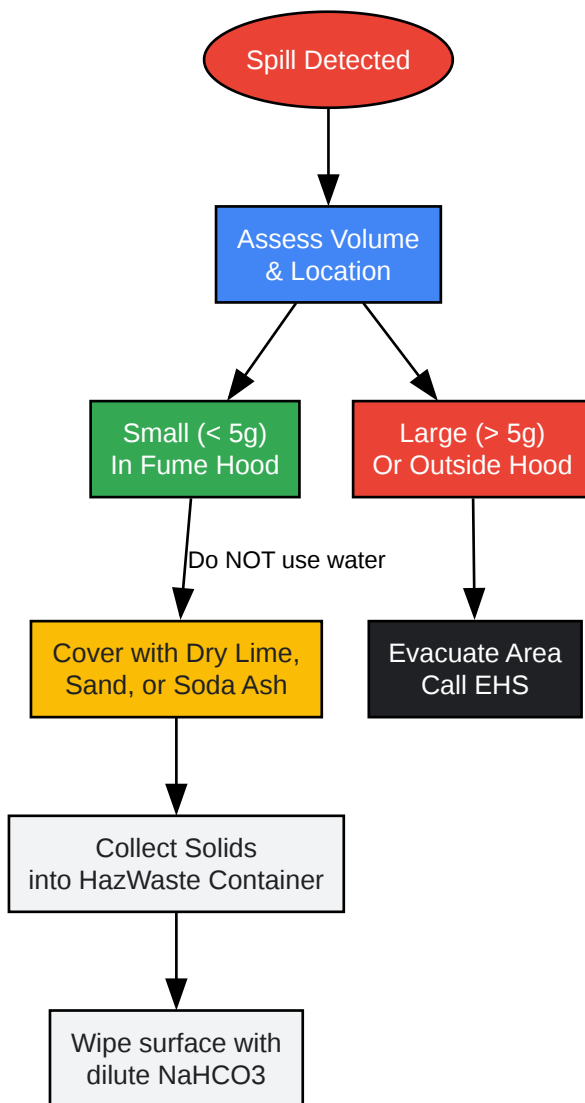 Spill Detected
Assess Volume
& Location
Small (< 5g)
In Fume Hood
Large (> 5g)
Or Outside Hood
Do NOT use water
Cover with Dry Lime,
Sand, or Soda Ash
Evacuate Area
Call EHS
Collect Solids
into HazWaste Container
Wipe surface with
dilute NaHCO3